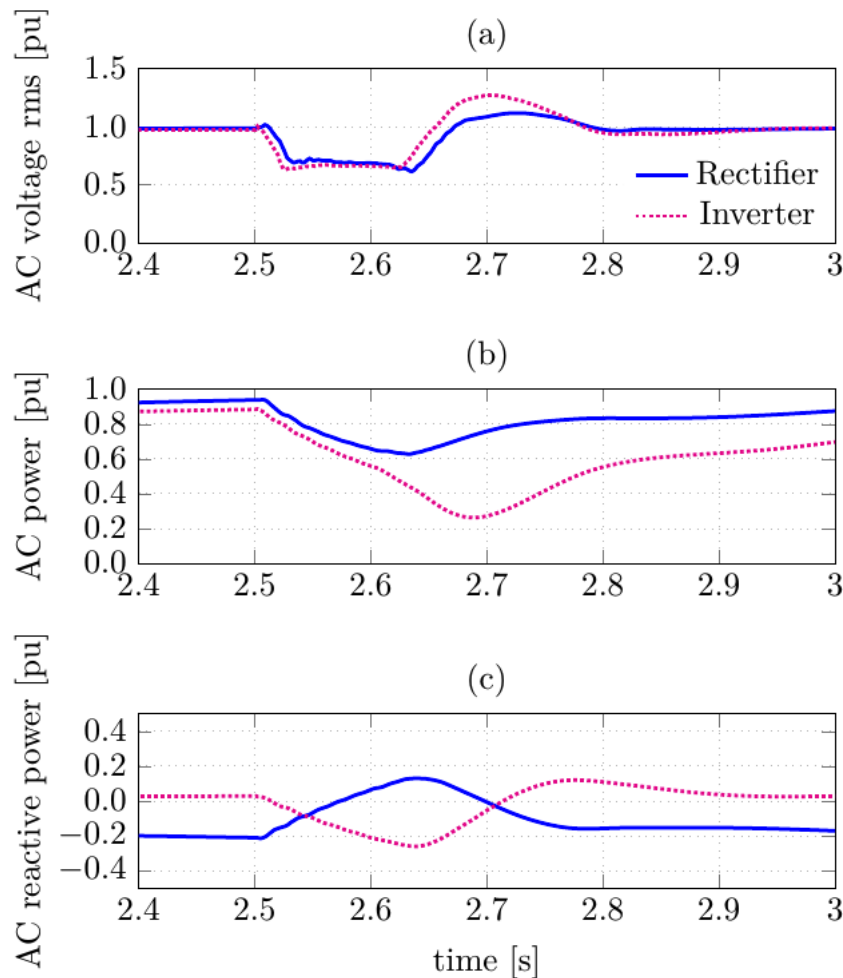 (a)
AC voltage rms [pu]
1.5
1.0
0.5
0.0
Rectifier
Inverter
2.4 2.5 2.6 2.7 2.8 2.9 3
(b)
AC power [pu]
1.0
0.8
0.6
0.4
0.2
0.0
2.4 2.5 2.6 2.7 2.8 2.9 3
(c)
AC reactive power [pu]
0.4
0.2
0.0
−0.2
−0.4
2.4 2.5 2.6 2.7 2.8 2.9 3
time [s]